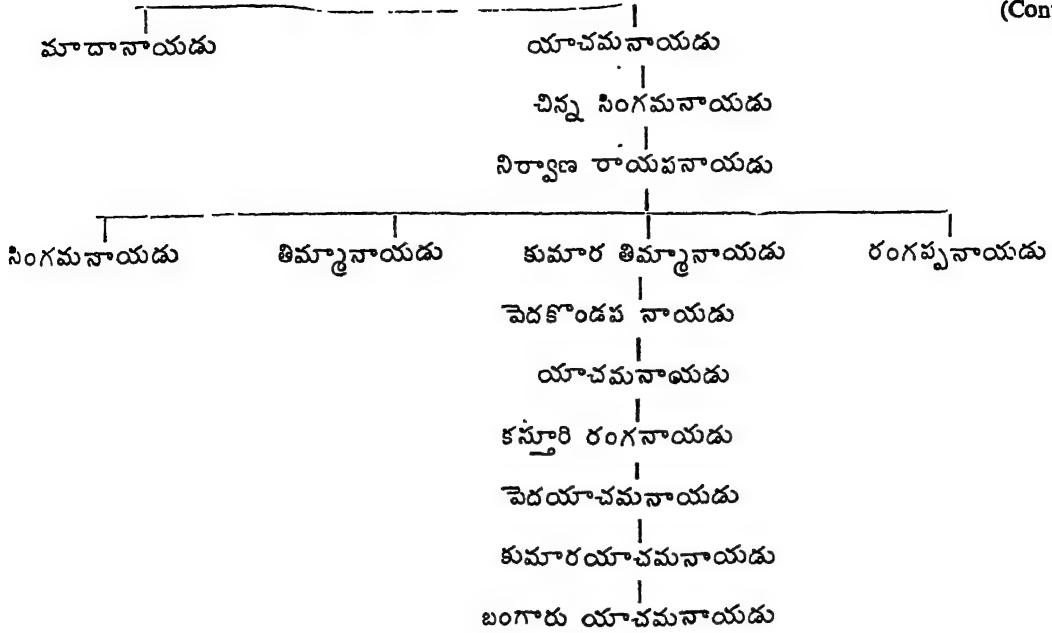 (Con
మాదానాయడు యాచమనాయడు
చిన్న సింగమనాయడు
నిర్వాణ రాయపనాయడు
సింగమనాయడు తిమ్మానాయడు కుమార తిమ్మానాయడు రంగప్పనాయడు
పెదకొండప నాయడు
యాచమనాయడు
కస్తూరి రంగనాయడు
పెదయాచమనాయడు
కుమారయాచమనాయడు
బంగారు యాచమనాయడు